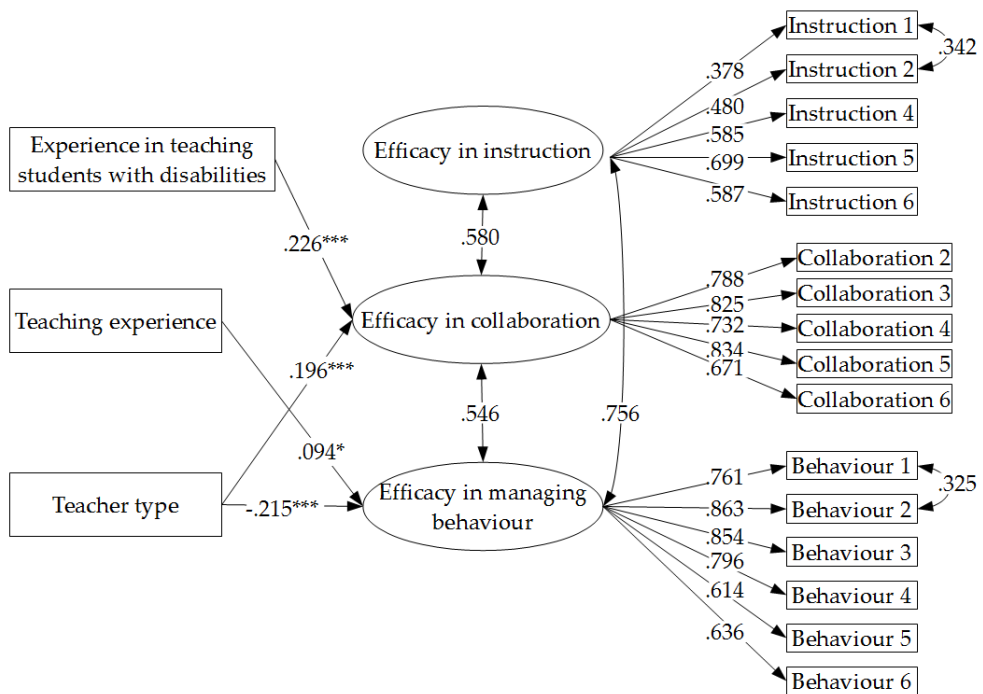 Experience in teaching
students with disabilities
Teaching experience
Teacher type
.226***
.196***
.094*
-.215***
Efficacy in instruction
.580
Efficacy in collaboration
.546
Efficacy in managing
behaviour
.756
.378
.480
.585
.699
.587
Instruction 1
Instruction 2
Instruction 4
Instruction 5
Instruction 6
.342
.788
.825
.732
.834
.671
Collaboration 2
Collaboration 3
Collaboration 4
Collaboration 5
Collaboration 6
.761
.863
.854
.796
.614
.636
Behaviour 1
Behaviour 2
Behaviour 3
Behaviour 4
Behaviour 5
Behaviour 6
.325